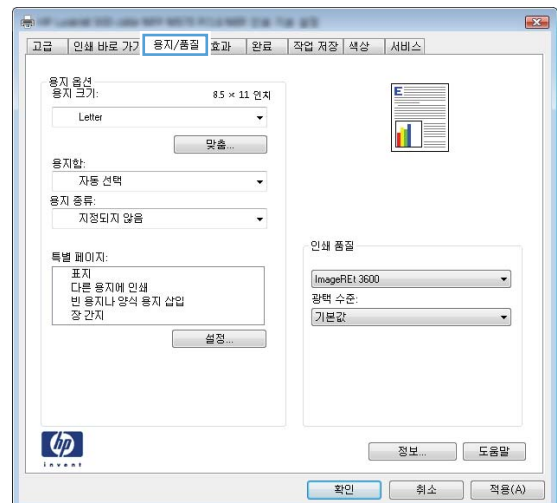 고급
인쇄 바로 가기
용지/품질
효과
완료
작업 저장
색상
서비스
용지 옵션
용지 크기:
8.5 × 11 인치
Letter
맞춤...
용지함:
자동 선택
용지 종류:
지정되지 않음
특별 페이지:
표지
다른 용지에 인쇄
빈 용지나 양식 용지 삽입
장 간지
설정...
E
인쇄 품질
ImageREt 3600
광택 수준:
기본값
hp
invent
정보...
도움말
확인
취소
적용(A)